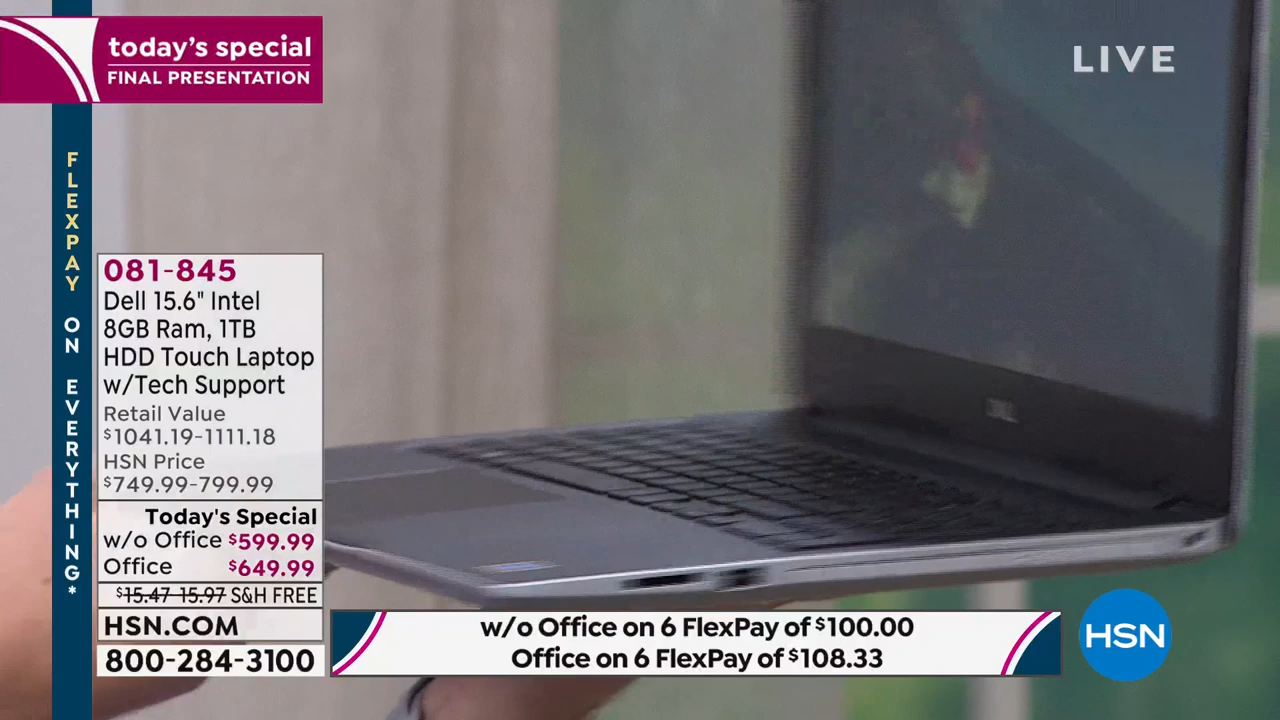 today's special
FINAL PRESENTATION
LIVE
FLEXPAY ON EVERYTHING*
081-845
Dell 15.6" Intel
8GB Ram, 1TB
HDD Touch Laptop
w/Tech Support
Retail Value
$1041.19-1111.18
HSN Price
$749.99-799.99
Today's Special
w/o Office $599.99
Office $649.99
$15.47-15.97 S&H FREE
HSN.COM
800-284-3100
w/o Office on 6 FlexPay of $100.00
Office on 6 FlexPay of $108.33
HSN
DELL